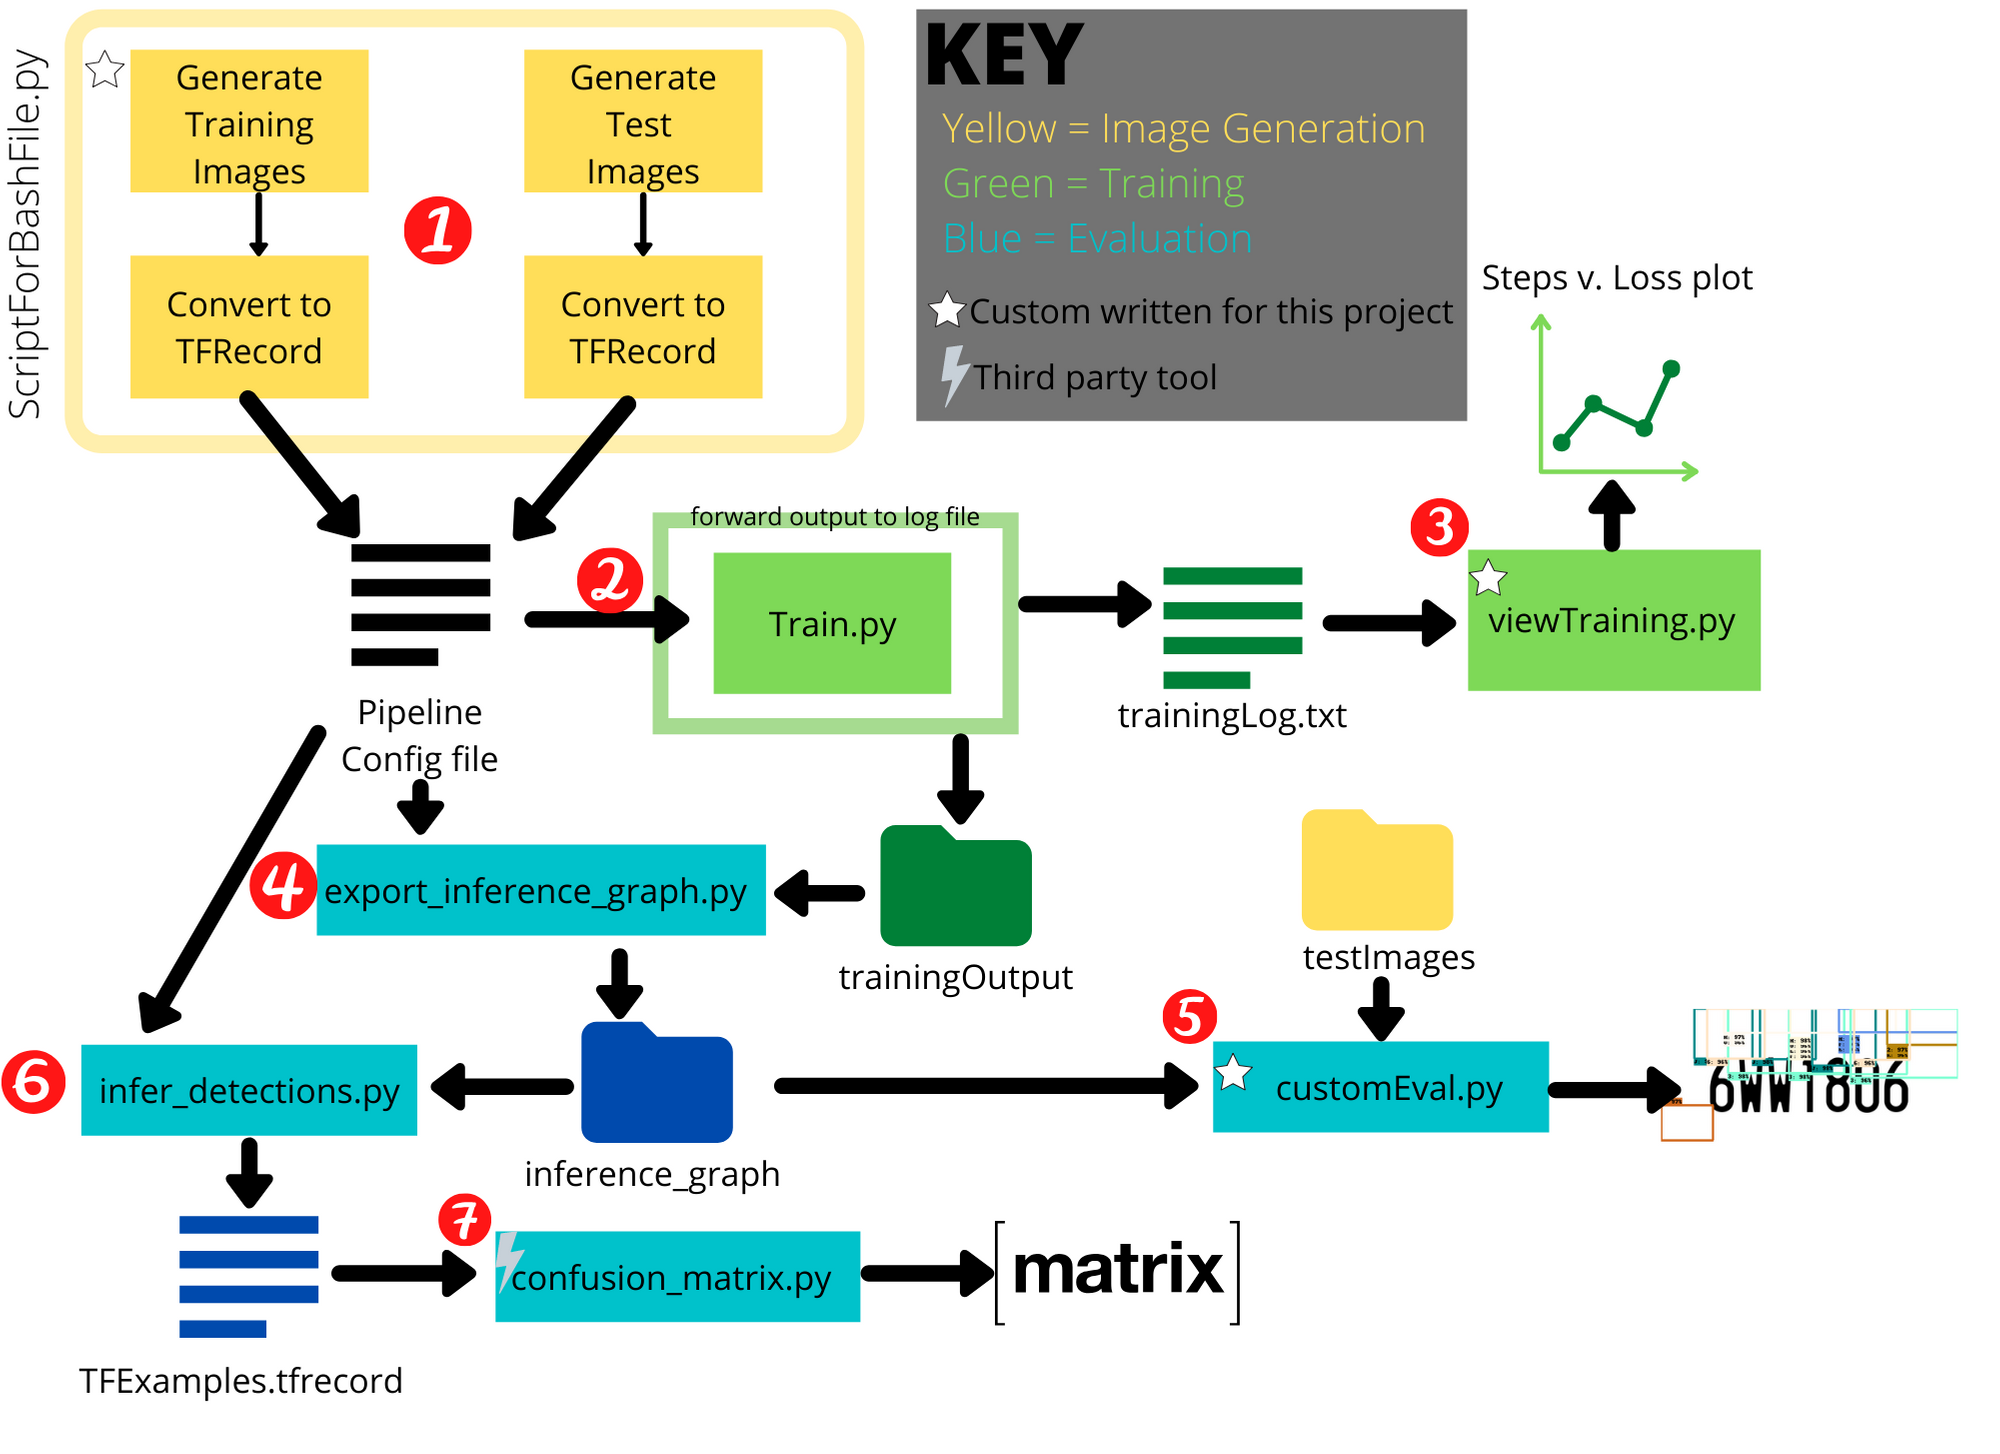 ScriptForBashFile.py
Generate
Training
Images
Generate
Test
Images
1
Convert to
TFRecord
Convert to
TFRecord
KEY
Yellow = Image Generation
Green = Training
Blue = Evaluation
Custom written for this project
Third party tool
Steps v. Loss plot
forward output to log file
2
Train.py
3
viewTraining.py
trainingLog.txt
Pipeline
Config file
4
export_inference_graph.py
trainingOutput
testImages
5
customEval.py
6WW1806
6
infer_detections.py
inference_graph
7
confusion_matrix.py
matrix
TFExamples.tfrecord